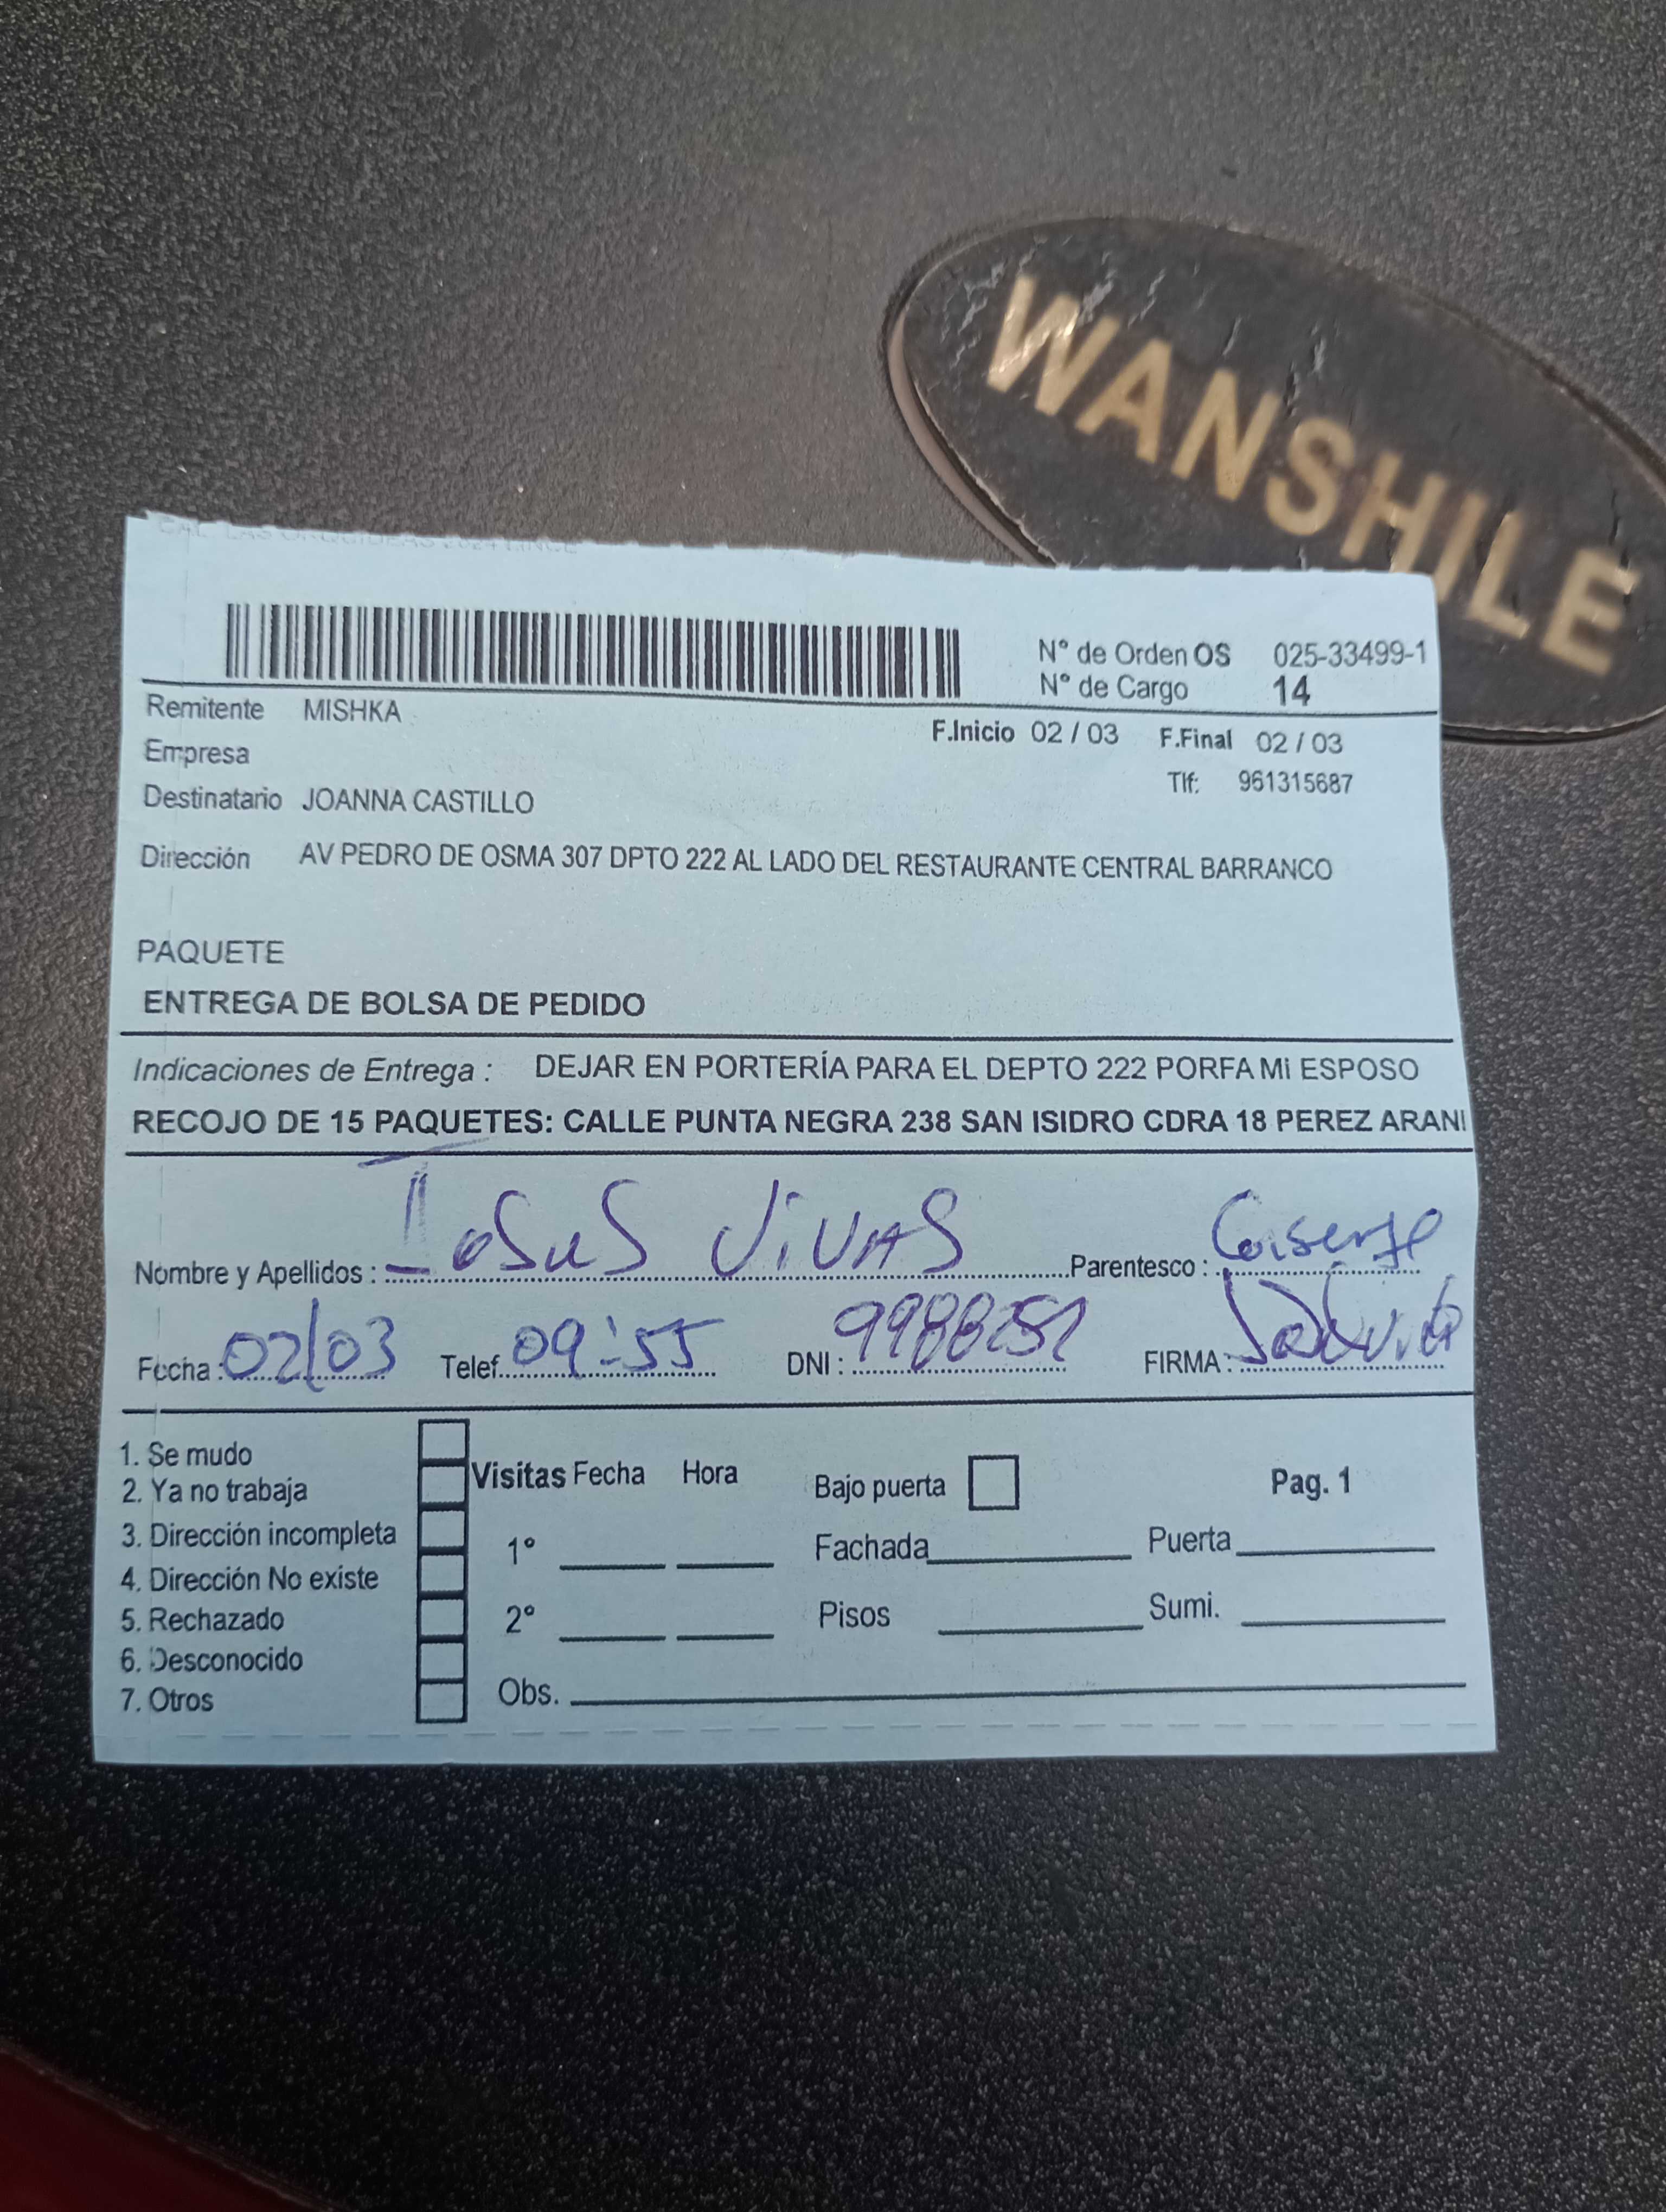 WANSHILE
N° de Orden OS 025-33499-1
N° de Cargo 14
Remitente MISHKA
F.Inicio 02 / 03 F.Final 02 / 03
Empresa
Tlf: 961315687
Destinatario JOANNA CASTILLO
Dirección AV PEDRO DE OSMA 307 DPTO 222 AL LADO DEL RESTAURANTE CENTRAL BARRANCO
PAQUETE
ENTREGA DE BOLSA DE PEDIDO
Indicaciones de Entrega : DEJAR EN PORTERÍA PARA EL DEPTO 222 PORFA Mi ESPOSO
RECOJO DE 15 PAQUETES: CALLE PUNTA NEGRA 238 SAN ISIDRO CDRA 18 PEREZ ARANI
Nombre y Apellidos : JosuS ViVAS Parentesco :
Fecha : 02/03 Telef. 09:55 DNI : FIRMA :
1. Se mudo
2. Ya no trabaja
3. Dirección incompleta
4. Dirección No existe
5. Rechazado
6. Desconocido
7. Otros
Visitas Fecha Hora
1°
2°
Obs.
Bajo puerta
Fachada
Pisos
Pag. 1
Puerta
Sumi.